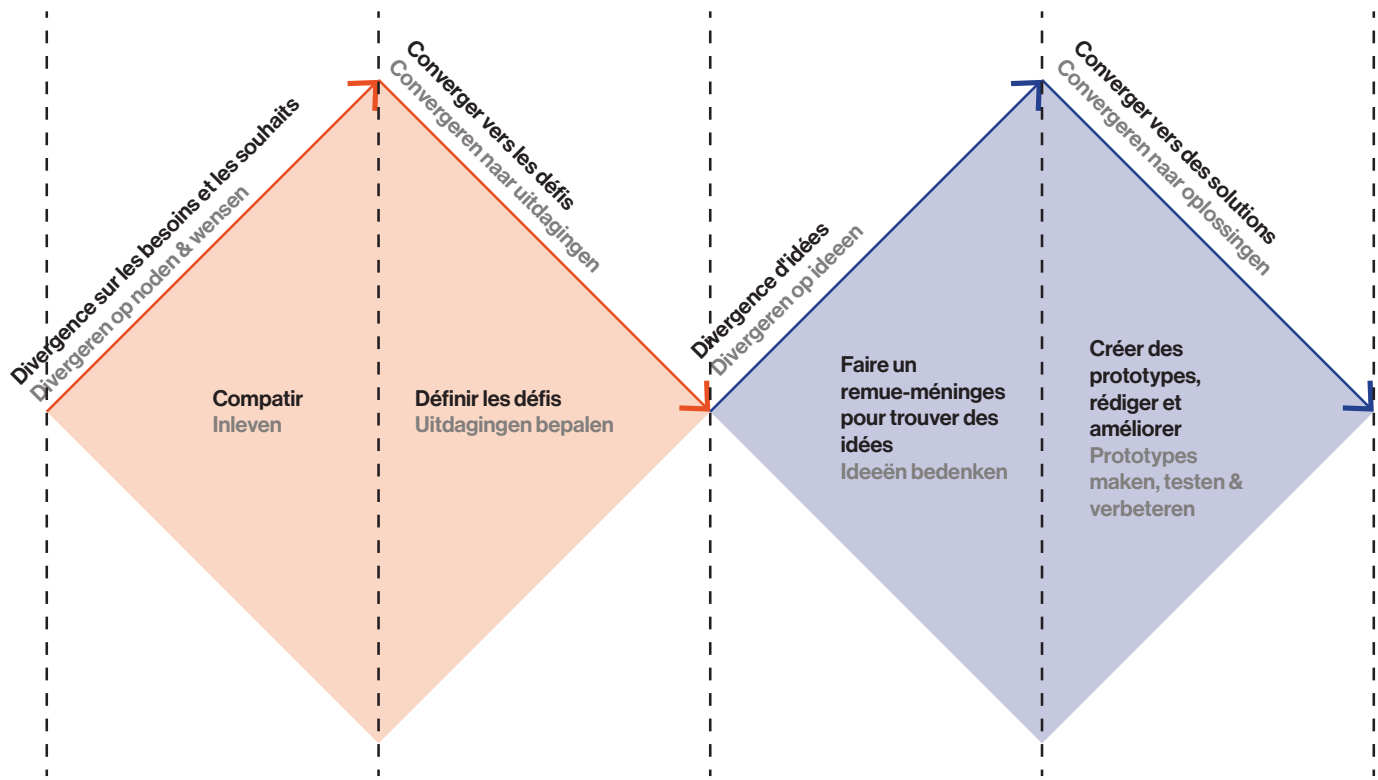 Divergence sur les besoins et les souhaits
Divergeren op noden & wensen
Converger vers les défis
Convergeren naar uitdagingen
Compatir
Inleven
Définir les défis
Uitdagingen bepalen
Divergence d'idées
Divergeren op ideeen
Converger vers des solutions
Convergeren naar oplossingen
Faire un
remue-méninges
pour trouver des
idées
Ideeën bedenken
Créer des
prototypes,
rédiger et
améliorer
Prototypes
maken, testen &
verbeteren